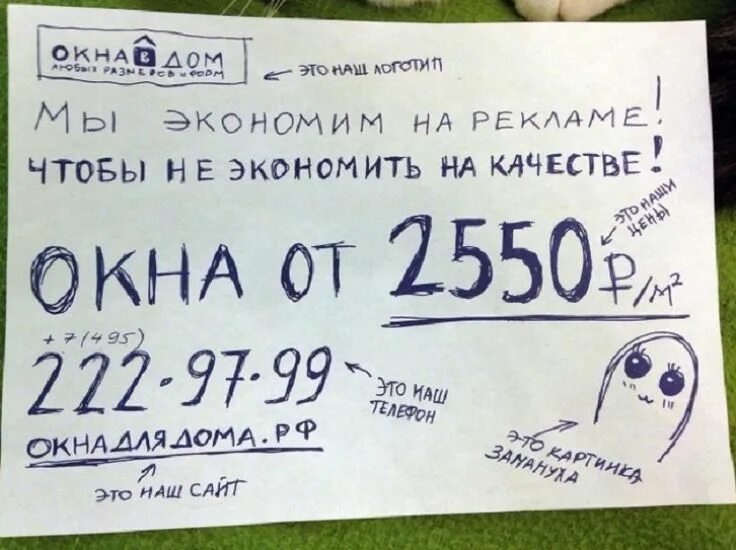 ОКНА В ДОМ
ЛЮБЫХ РАЗМЕРОВ и ФОРМ
ЭТО НАШ ЛОГОТИП
Мы ЭКОНОМИМ НА РЕКЛАМЕ!
ЧТОБЫ НЕ ЭКОНОМИТЬ НА КАЧЕСТВЕ!
ЭТО НАШИ
ЦЕНЫ
ОКНА ОТ 2550 ₽/м²
+7(495)
222-97-99
ЭТО НАШ
ТЕЛЕФОН
ОКНАДЛЯДОМА.РФ
ЭТО НАШ САЙТ
ЭТО КАРТИНКА
ЗАМАНУХА